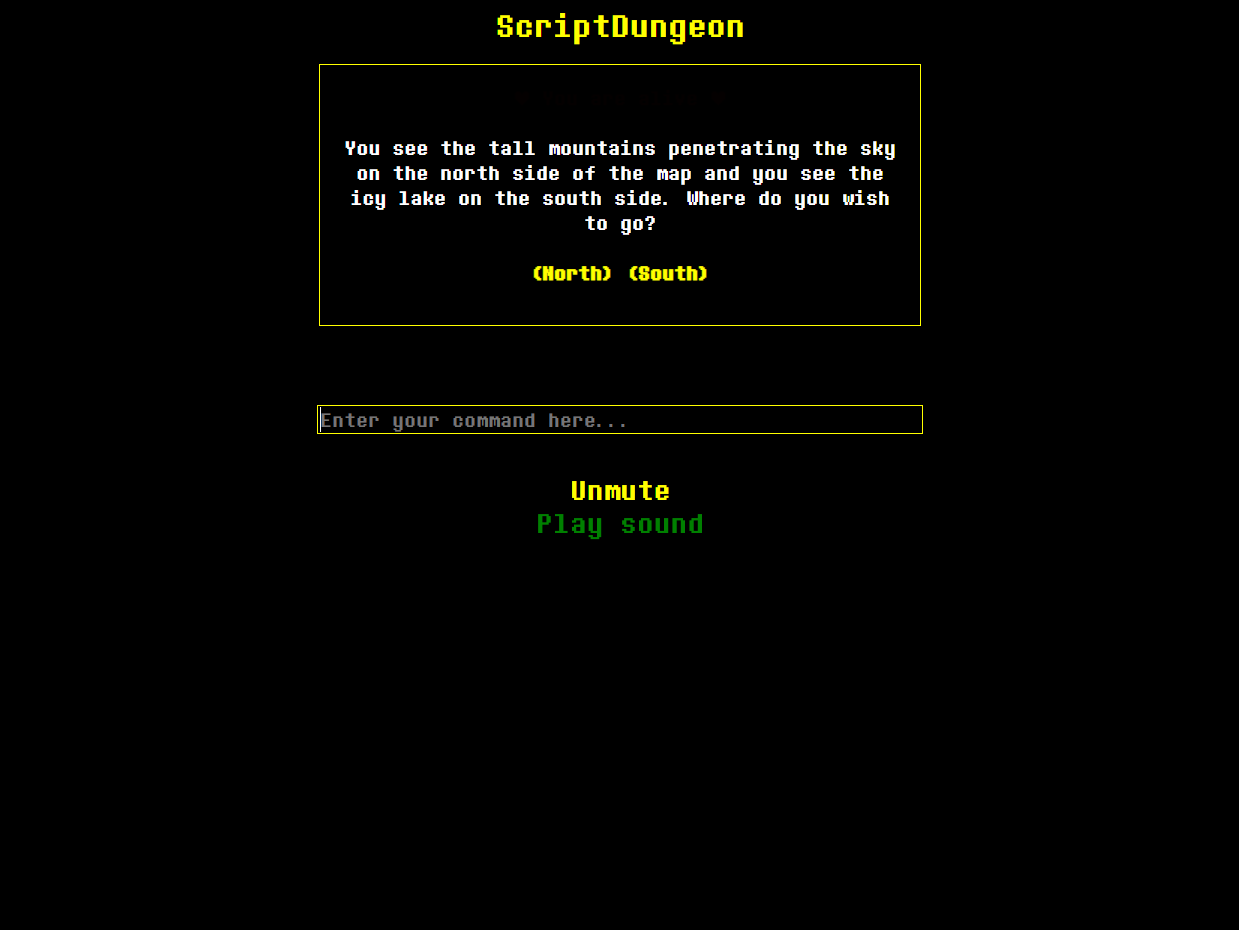 ScriptDungeon
You see the tall mountains penetrating the sky
on the north side of the map and you see the
icy lake on the south side. Where do you wish
to go?
(North) (South)
Enter your command here...
Unmute
Play sound